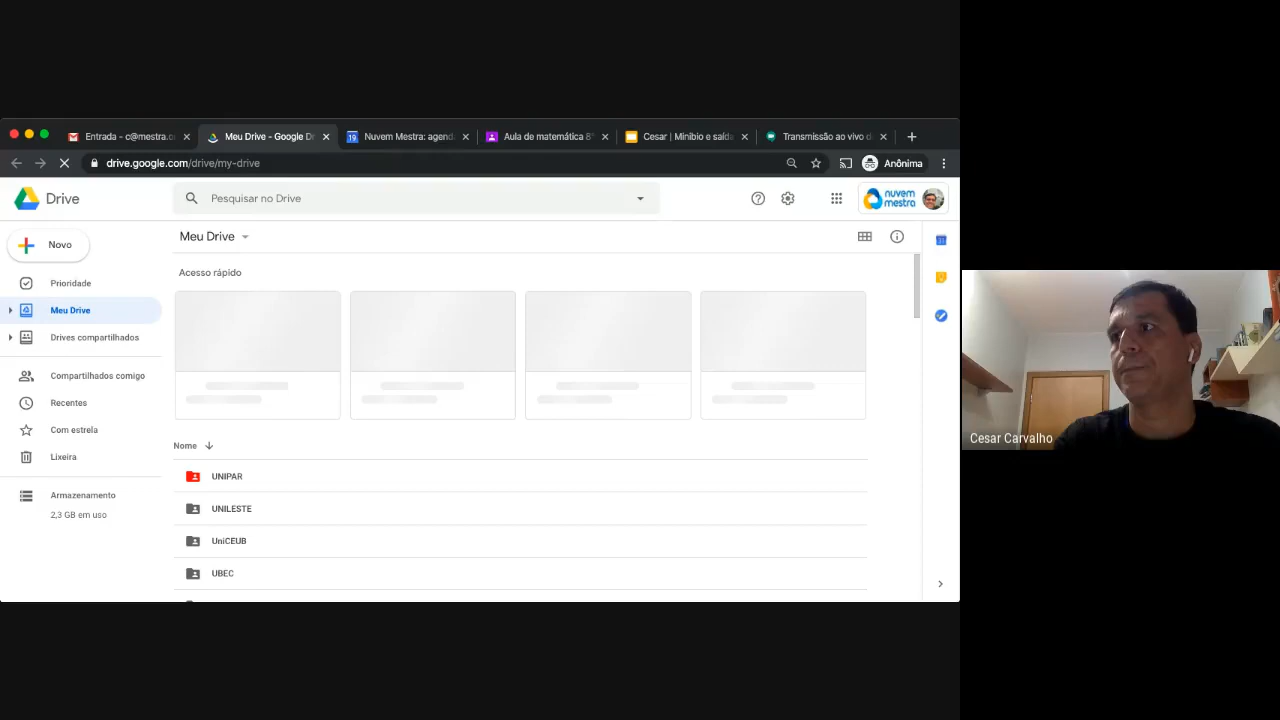 Entrada - c@mestra.c
Meu Drive - Google Dr
Nuvem Mestra: agend
Aula de matemática 8º
Cesar | Minibio e saíd
Transmissão ao vivo d
drive.google.com/drive/my-drive
Anônima
Drive
Pesquisar no Drive
nuvem
mestra
Novo
Meu Drive
Prioridade
Acesso rápido
Meu Drive
Drives compartilhados
Compartilhados comigo
Recentes
Com estrela
Lixeira
Armazenamento
2,3 GB em uso
Nome
UNIPAR
UNILESTE
UniCEUB
UBEC
Cesar Carvalho